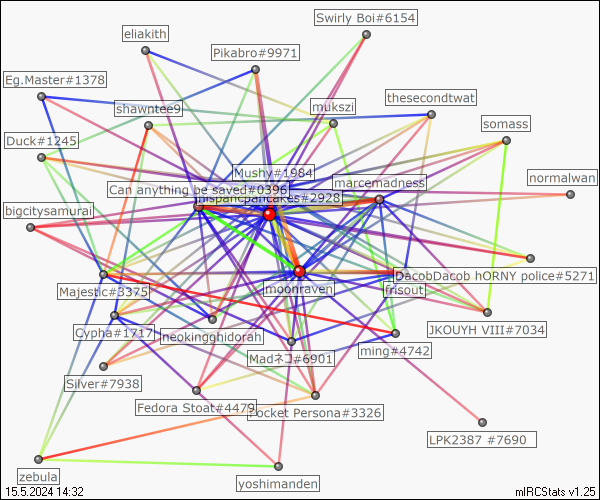 Swirly Boi#6154
eliakith
Pikabro#9971
Eg.Master#1378
thesecondtwat
shawntee9
mukszi
somass
Duck#1245
Mushy#1984
normalwan
marcemadness
Can anything be saved#0396
hispancpancakes#2928
bigcitysamurai
DacobDacob hORNY police#5271
moonraven
frisout
Majestic#3375
JKOUYH VIII#7034
Cypha#1717
neokingghidorah
ming#4742
Madネコ#6901
Silver#7938
Fedora Stoat#4479
Pocket Persona#3326
LPK2387 #7690
zebula
yoshimanden
15.5.2024 14:32
mIRCStats v1.25